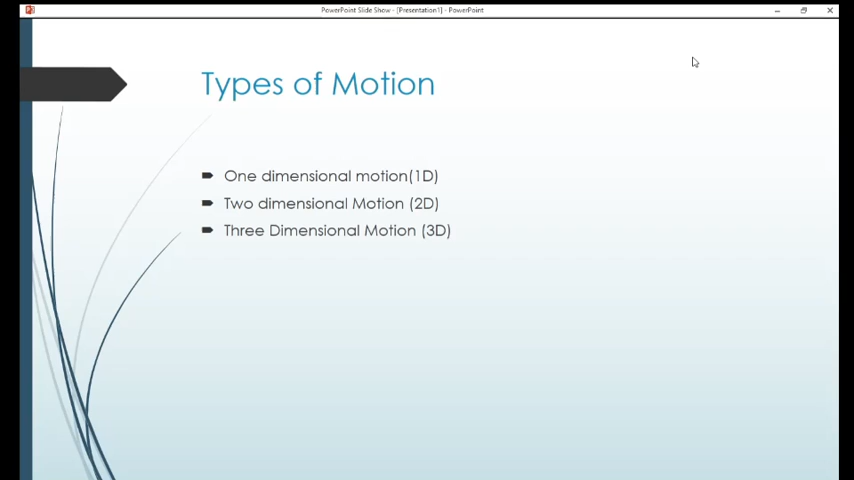 PowerPoint Slide Show - [Presentation1] - PowerPoint
Types of Motion
One dimensional motion(1D)
Two dimensional Motion (2D)
Three Dimensional Motion (3D)